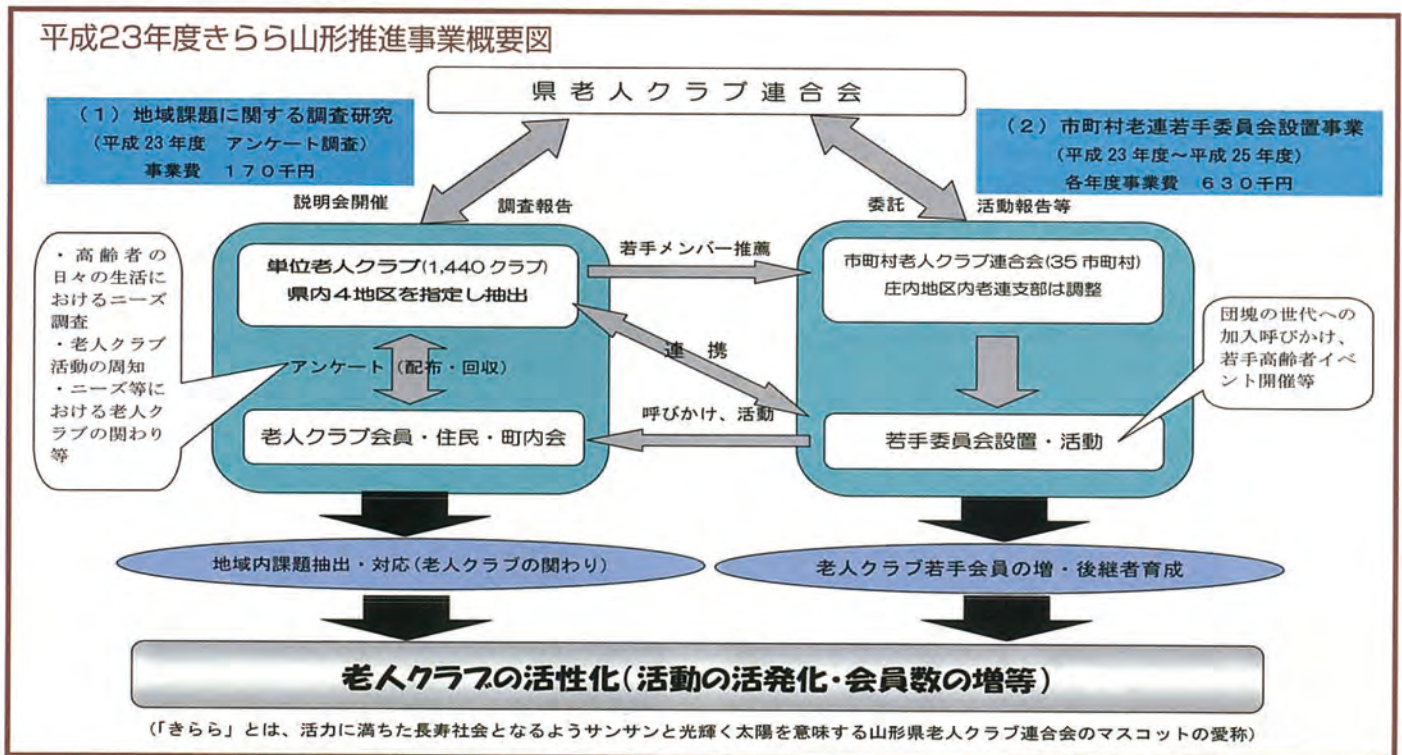 平成23年度きらら山形推進事業概要図
県老人クラブ連合会
(1)地域課題に関する調査研究
(平成23年度 アンケート調査)
事業費 170千円
(2)市町村老連若手委員会設置事業
(平成23年度~平成25年度)
各年度事業費 630千円
説明会開催
調査報告
委託
活動報告等
・高齢者の
日々の生活に
おけるニーズ
調査
・老人クラブ
活動の周知
・ニーズ等に
おける老人ク
ラブの関わり
等
単位老人クラブ(1,440クラブ)
県内4地区を指定し抽出
アンケート(配布・回収)
老人クラブ会員・住民・町内会
若手メンバー推薦
連 携
呼びかけ、活動
市町村老人クラブ連合会(35市町村)
庄内地区内老連支部は調整
若手委員会設置・活動
団塊の世代への
加入呼びかけ、
若手高齢者イベ
ント開催等
地域内課題抽出・対応(老人クラブの関わり)
老人クラブ若手会員の増・後継者育成
老人クラブの活性化(活動の活発化・会員数の増等)
(「きらら」とは、活力に満ちた長寿社会となるようサンサンと光輝く太陽を意味する山形県老人クラブ連合会のマスコットの愛称)